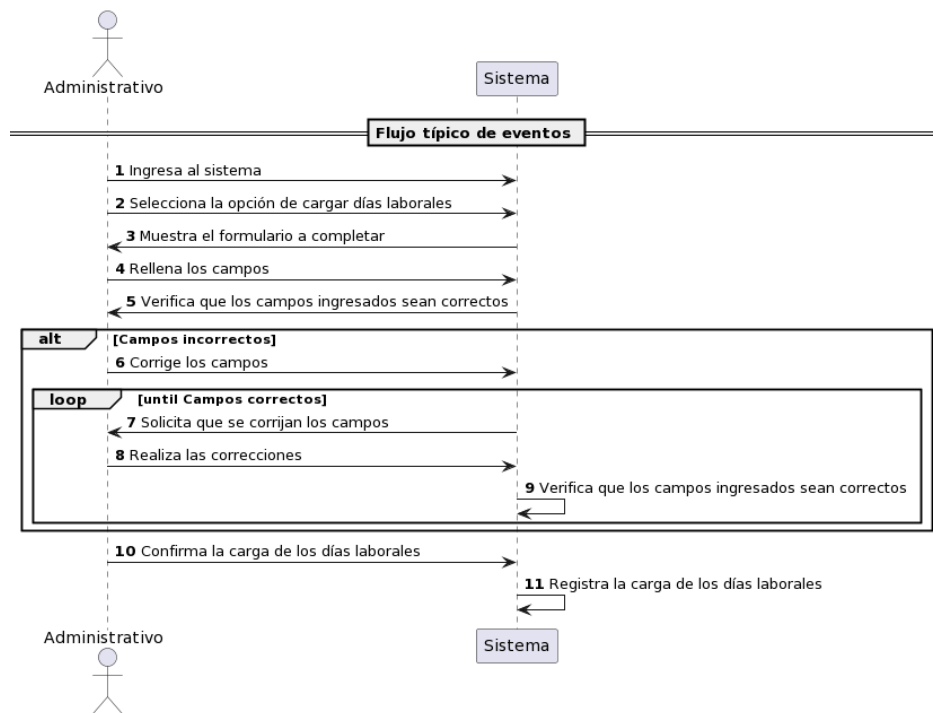 Administrativo
Sistema
Flujo típico de eventos
1 Ingresa al sistema
2 Selecciona la opción de cargar días laborales
3 Muestra el formulario a completar
4 Rellena los campos
5 Verifica que los campos ingresados sean correctos
alt [Campos incorrectos]
6 Corrige los campos
loop [until Campos correctos]
7 Solicita que se corrijan los campos
8 Realiza las correcciones
9 Verifica que los campos ingresados sean correctos
10 Confirma la carga de los días laborales
11 Registra la carga de los días laborales
Administrativo
Sistema